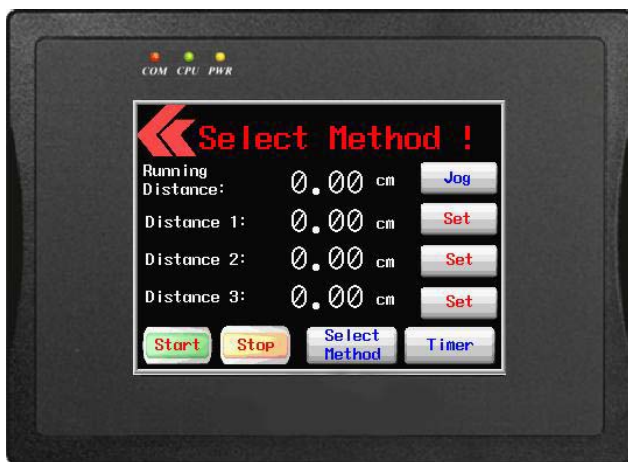 COM CPU PWR
Select Method !
Running
Distance:
0.00 cm
Jog
Distance 1: 0.00 cm Set
Distance 2: 0.00 cm Set
Distance 3: 0.00 cm Set
Start Stop Select
Method Timer